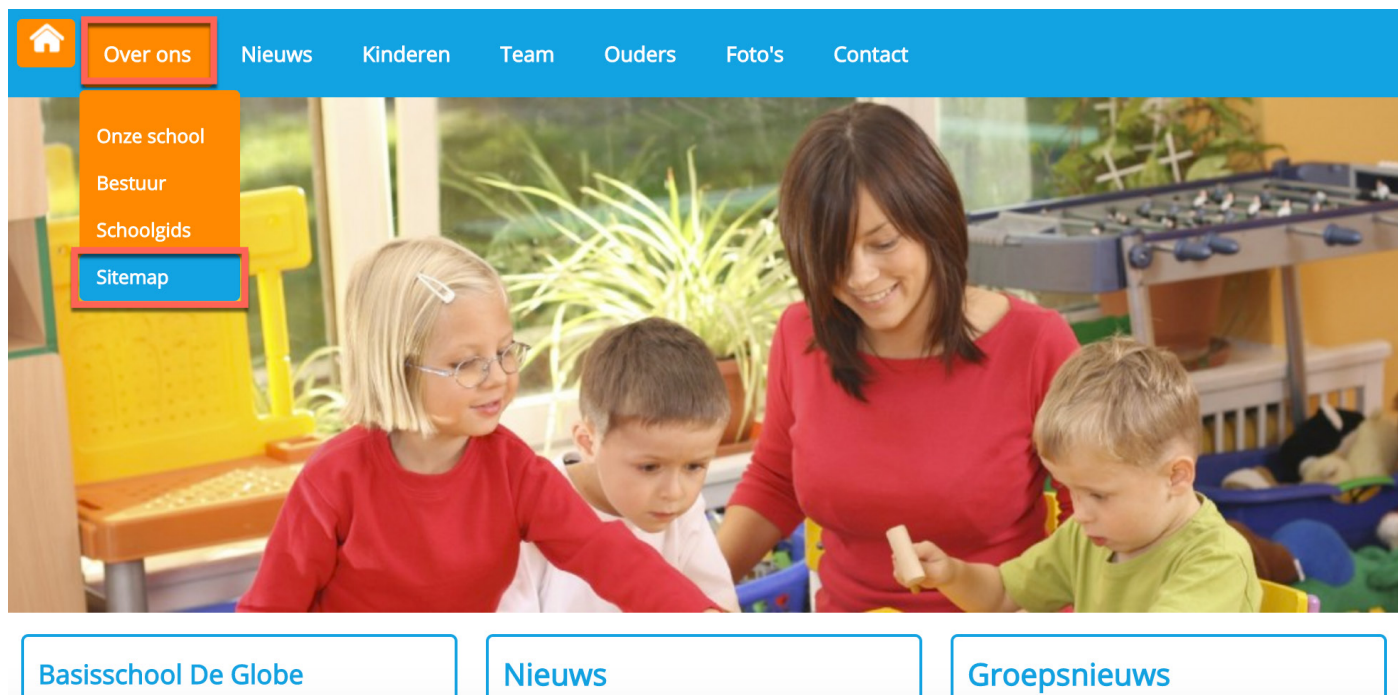 Over ons Nieuws Kinderen Team Ouders Foto's Contact
Onze school
Bestuur
Schoolgids
Sitemap
Basisschool De Globe
Nieuws
Groepsnieuws